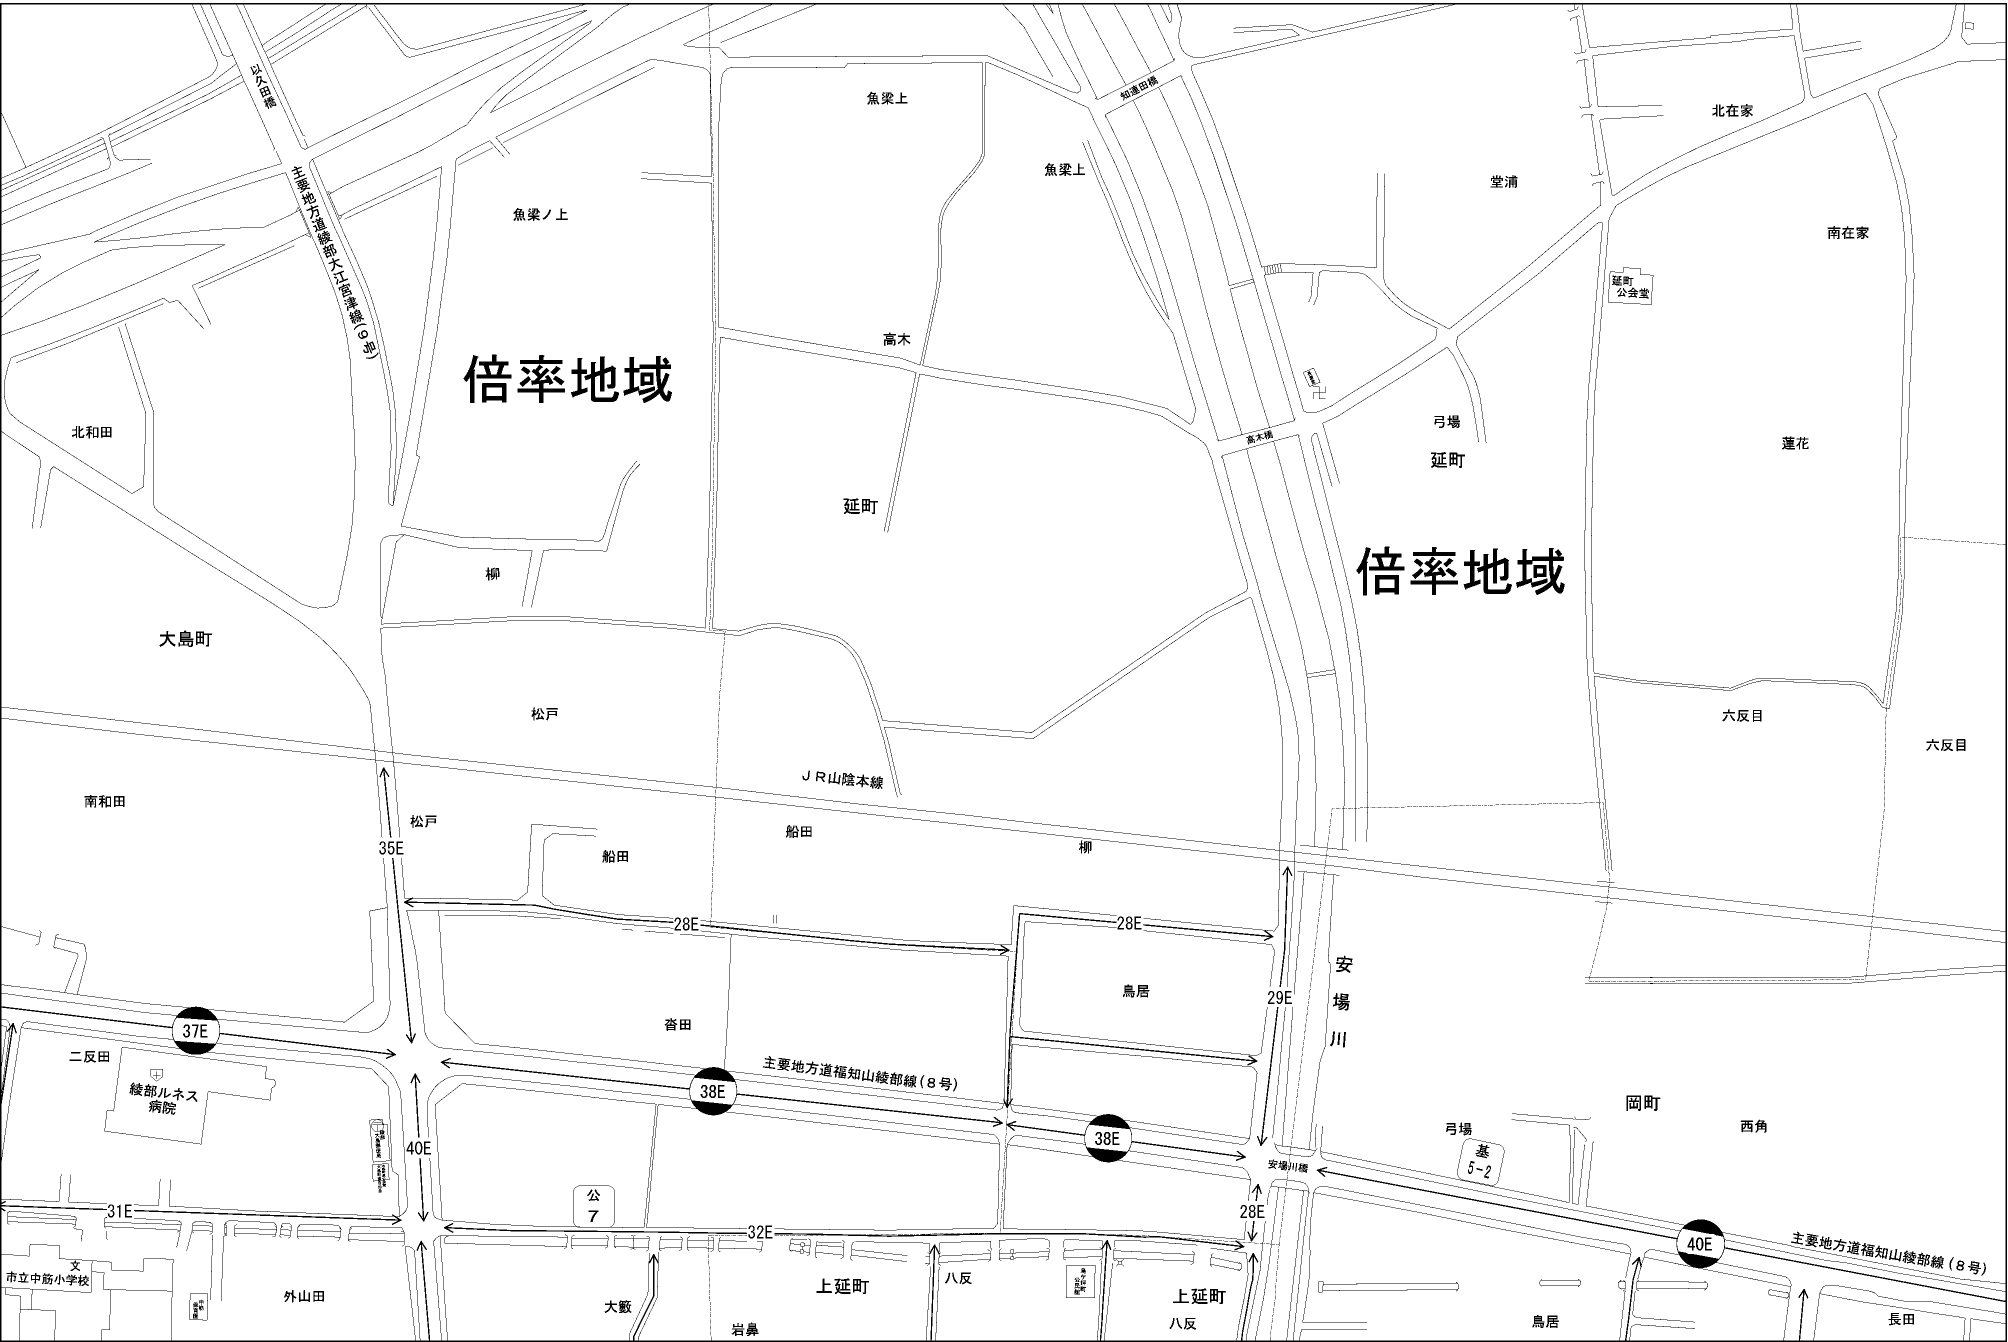 以久田橋
魚梁上
知連田橋
北在家
魚梁上
堂浦
主要地方道綾部大江宮津線(9号)
魚梁ノ上
南在家
延町
公会堂
高木
倍率地域
北和田
弓場
高木橋
蓮花
延町
延町
倍率地域
柳
大島町
松戸
六反目
六反目
JR山陰本線
南和田
松戸
船田
35E
柳
船田
28E
28E
安場川
鳥居
29E
沓田
37E
二反田
主要地方道福知山綾部線(8号)
綾部ルネス
病院
38E
岡町
西角
弓場
38E
40E
基
5-2
安場川橋
公
7
31E
28E
32E
40E
主要地方道福知山綾部線(8号)
文
市立中筋小学校
八反
上延町
外山田
上延町
大籔
長田
鳥居
八反
岩鼻